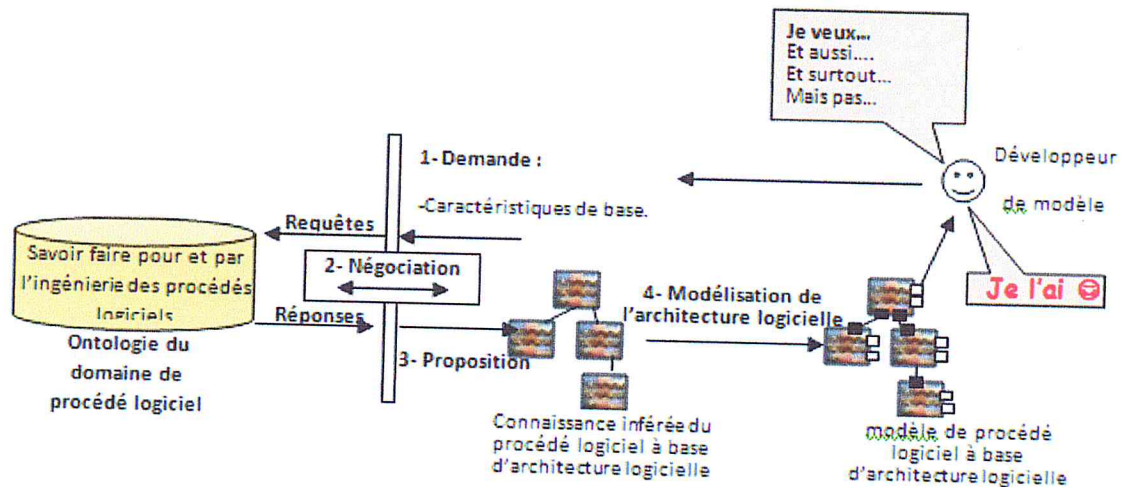 Je veux...
Et aussi....
Et surtout...
Mais pas...
Développeur
de modèle
1- Demande :
-Caractéristiques de base.
Requêtes
Savoir faire pour et par
l'ingénierie des procédés
logiciels
2- Négociation
Réponses
Ontologie du
domaine de
procédé logiciel
3- Proposition
4- Modélisation de
l'architecture logicielle
Je l'ai
Connaissance inférée du
procédé logiciel à base
d'architecture logicielle
modèle de procédé
logiciel à base
d'architecture logicielle